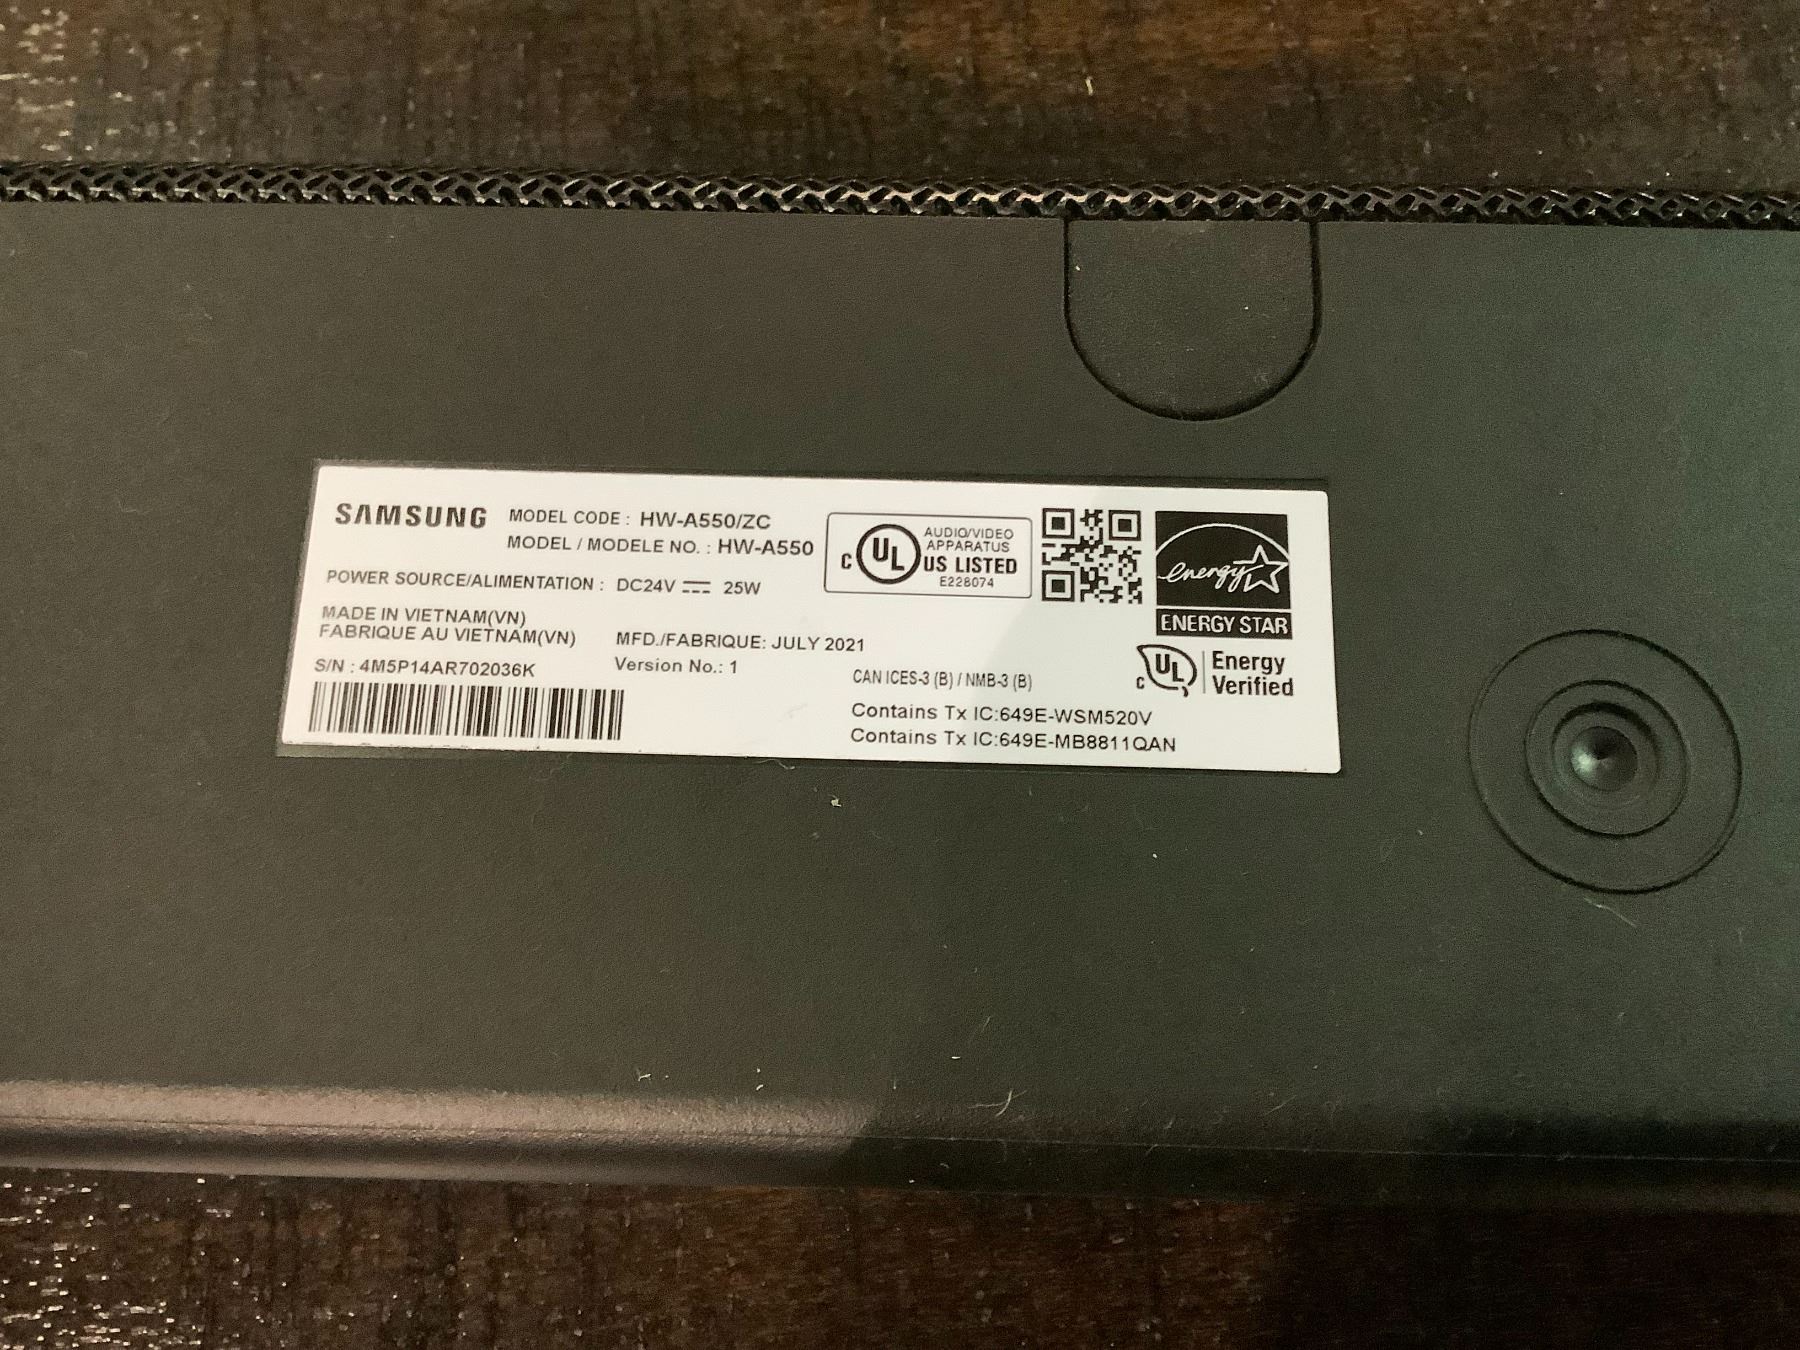 SAMSUNG
MODEL CODE : HW-A550/ZC
MODEL / MODELE NO. : HW-A550
POWER SOURCE/ALIMENTATION : DC24V 25W
MADE IN VIETNAM(VN)
FABRIQUE AU VIETNAM(VN)
MFD./FABRIQUE: JULY 2021
S/N : 4M5P14AR702036K
Version No.: 1
C UL
AUDIO/VIDEO
APPARATUS
US LISTED
E228074
energy
ENERGY STAR
C UL
Energy
Verified
CAN ICES-3 (B) / NMB-3 (B)
Contains Tx IC:649E-WSM520V
Contains Tx IC:649E-MB8811QAN